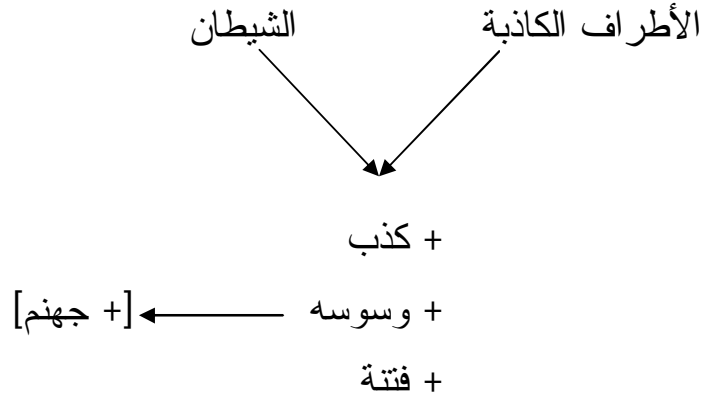 الأطراف الكاذبة الشيطان
+ كذب
+ وسوسه [+ جهنم]
+ فتنة